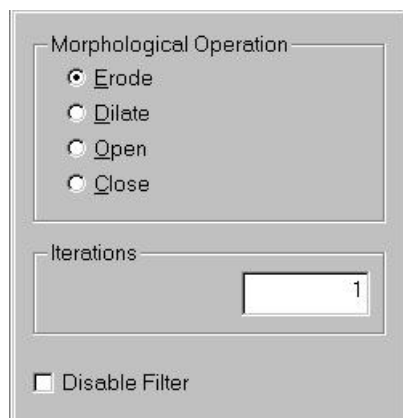 Morphological Operation
Erode
Dilate
Open
Close
Iterations
1
Disable Filter